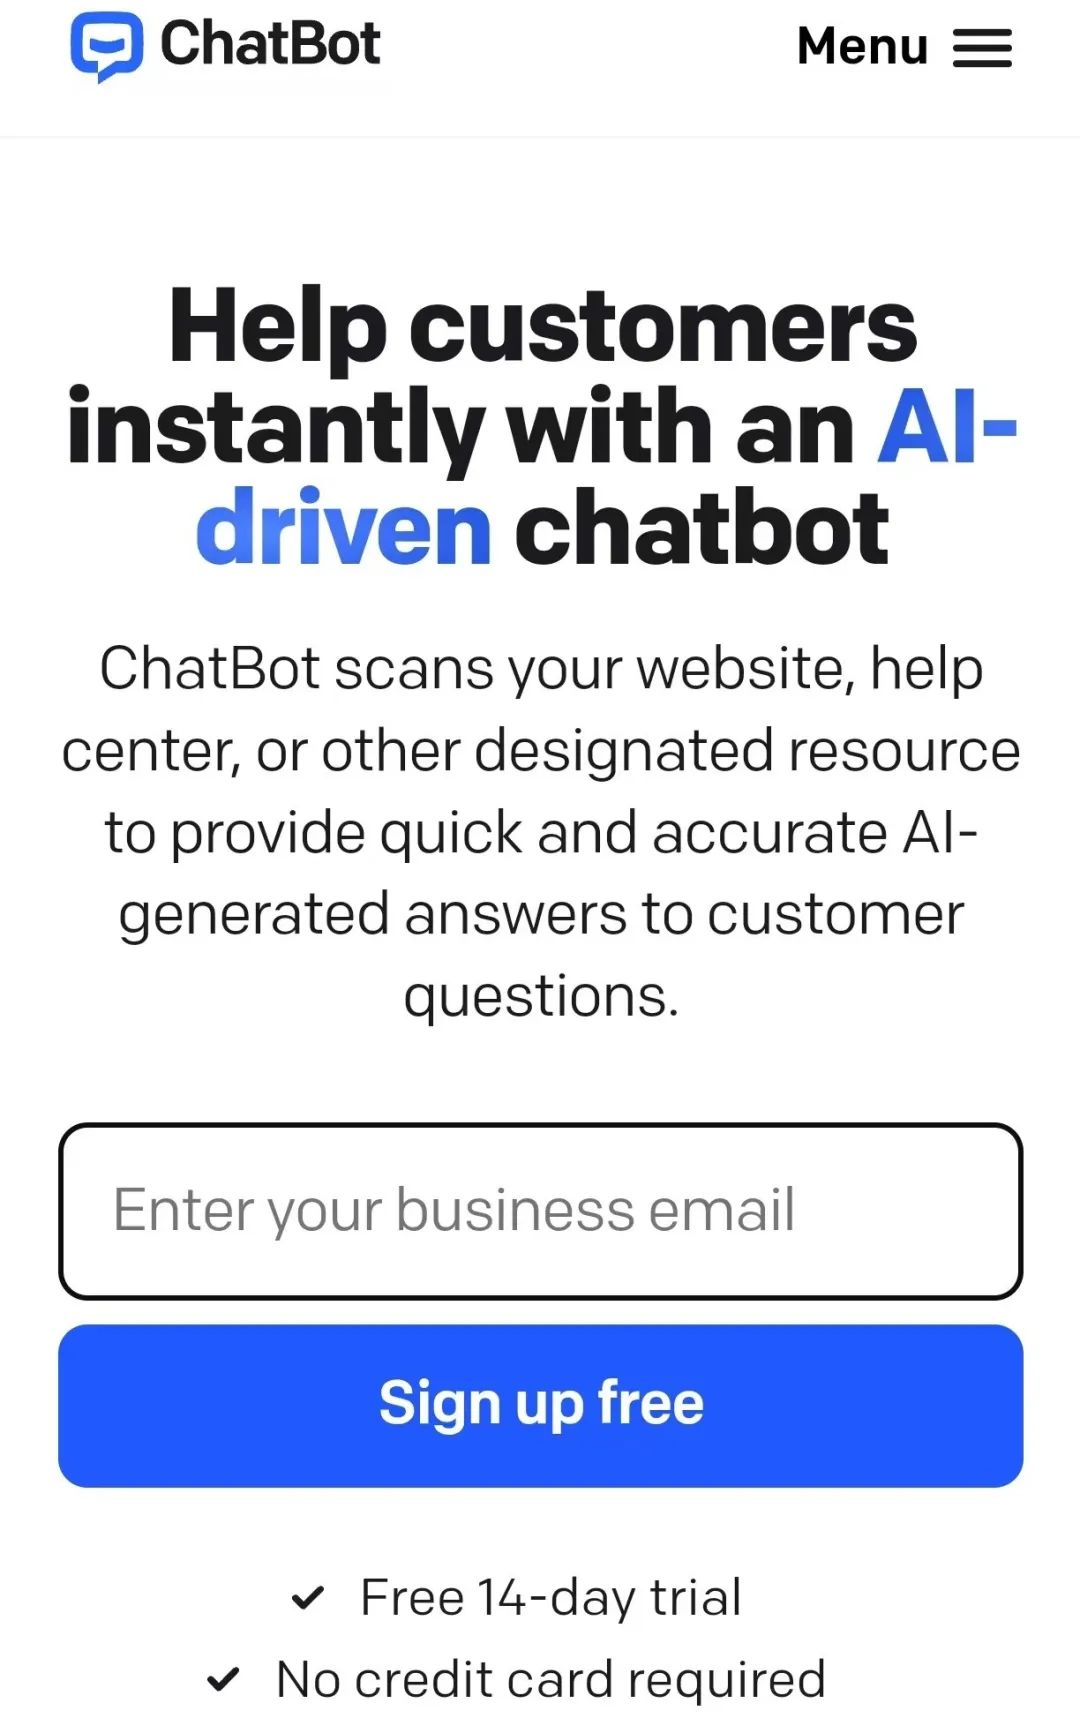 ChatBot
Menu
Help customers
instantly with an AI-
driven chatbot
ChatBot scans your website, help
center, or other designated resource
to provide quick and accurate AI-
generated answers to customer
questions.
Enter your business email
Sign up free
Free 14-day trial
No credit card required